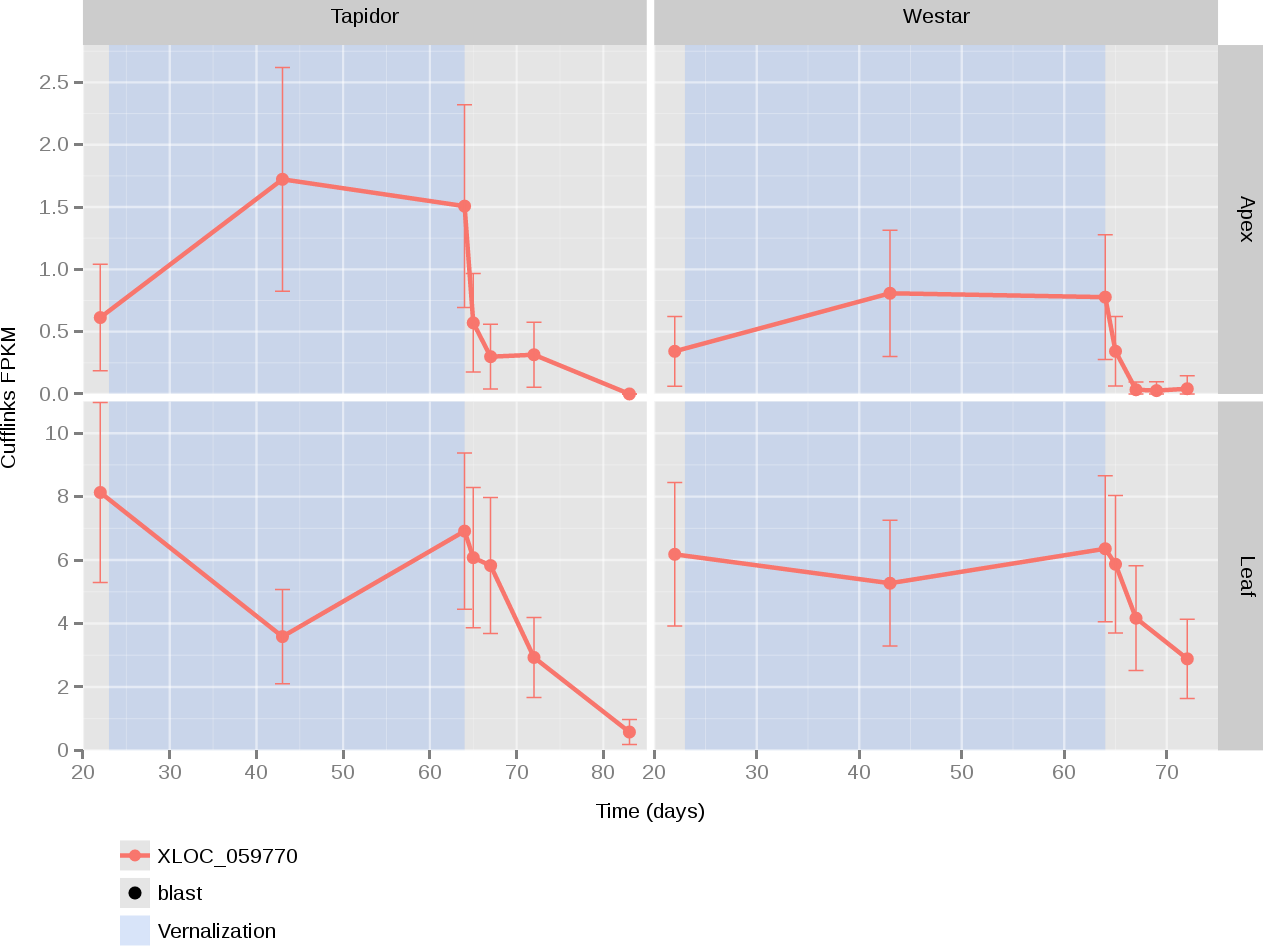 Tapidor Westar
2.5
2.0
1.5
1.0
0.5
0.0
Apex
Cufflinks FPKM
10
8
6
4
2
0
Leaf
20 30 40 50 60 70 80 20 30 40 50 60 70
Time (days)
XLOC_059770
blast
Vernalization